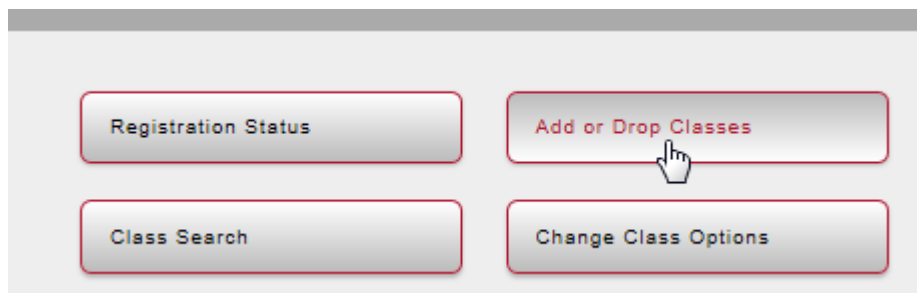 Registration Status
Add or Drop Classes
Class Search
Change Class Options